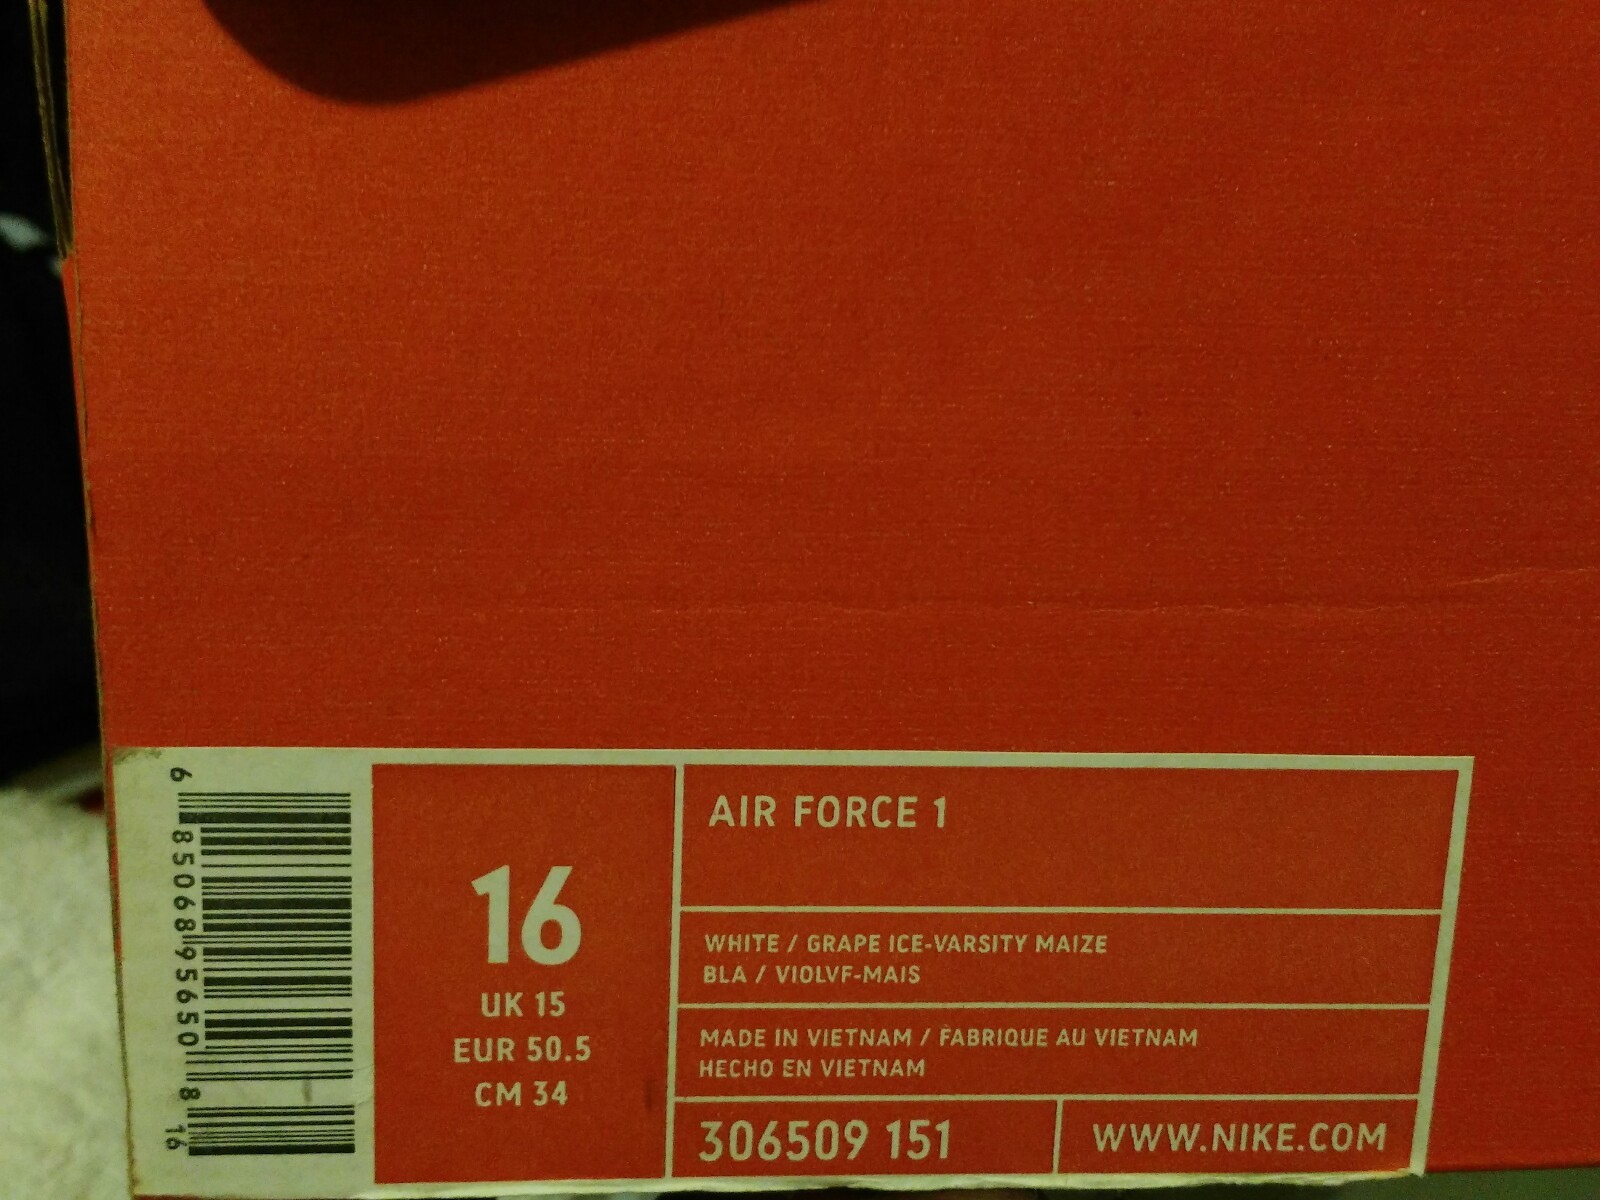 6 85068 95650 8 16
16
UK 15
EUR 50.5
CM 34
AIR FORCE 1
WHITE / GRAPE ICE-VARSITY MAIZE
BLA / VIOLVF-MAIS
MADE IN VIETNAM / FABRIQUE AU VIETNAM
HECHO EN VIETNAM
306509 151
WWW.NIKE.COM